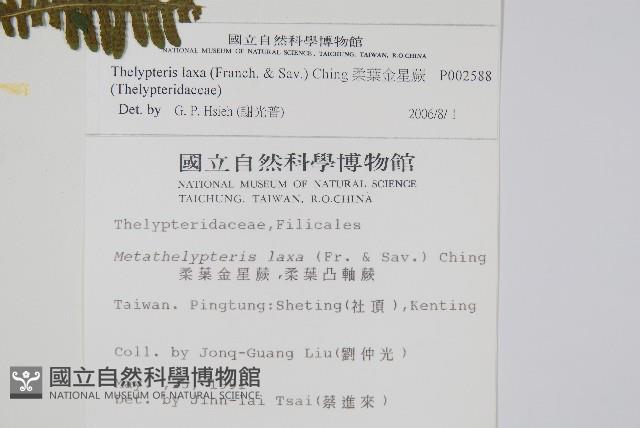 國立自然科學博物館
NATIONAL MUSEUM OF NATURAL SCIENCE, TAICHUNG, TAIWAN, R.O.CHINA
Thelypteris laxa (Franch. & Sav.) Ching 柔葉金星蕨 P002588
(Thelypteridaceae)
Det. by G. P. Hsieh (謝光普) 2006/8/1
國立自然科學博物館
NATIONAL MUSEUM OF NATURAL SCIENCE
TAICHUNG, TAIWAN, R.O.CHINA
Thelypteridaceae,Filicales
Metathelypteris laxa (Fr. & Sav.) Ching
柔葉金星蕨,柔葉凸軸蕨
Taiwan. Pingtung:Sheting(社頂),Kenting
Coll. by Jonq-Guang Liu(劉仲光)
國立自然科學博物館
NATIONAL MUSEUM OF NATURAL SCIENCE
Det. by Jinn-Lai Tsai(蔡進來)